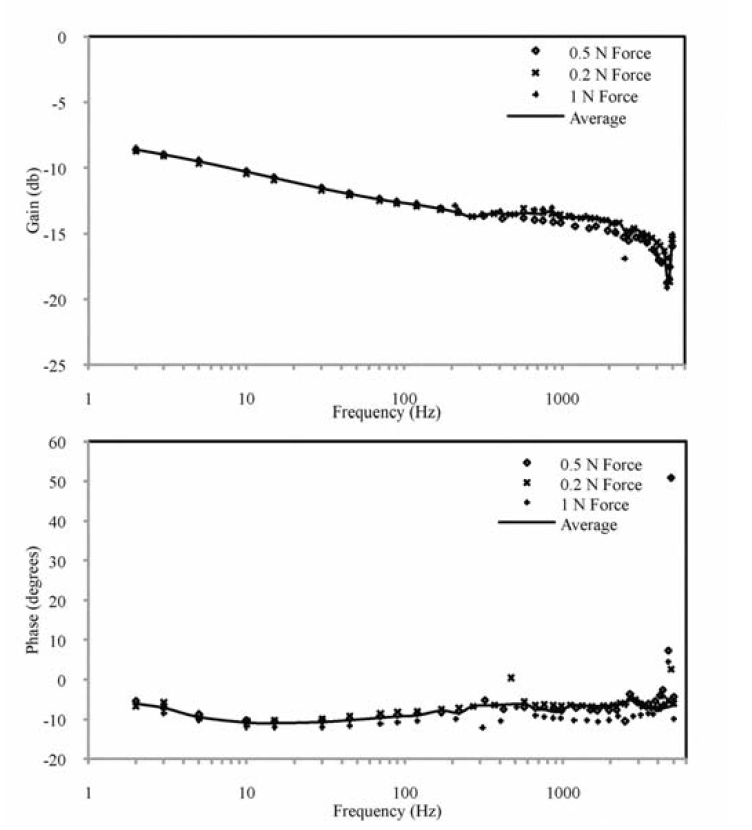 0
-5
-10
-15
-20
-25
Gain (db)
0.5 N Force
0.2 N Force
1 N Force
Average
1
10
100
1000
Frequency (Hz)
60
50
40
30
20
10
0
-10
-20
Phase (degrees)
0.5 N Force
0.2 N Force
1 N Force
Average
1
10
100
1000
Frequency (Hz)